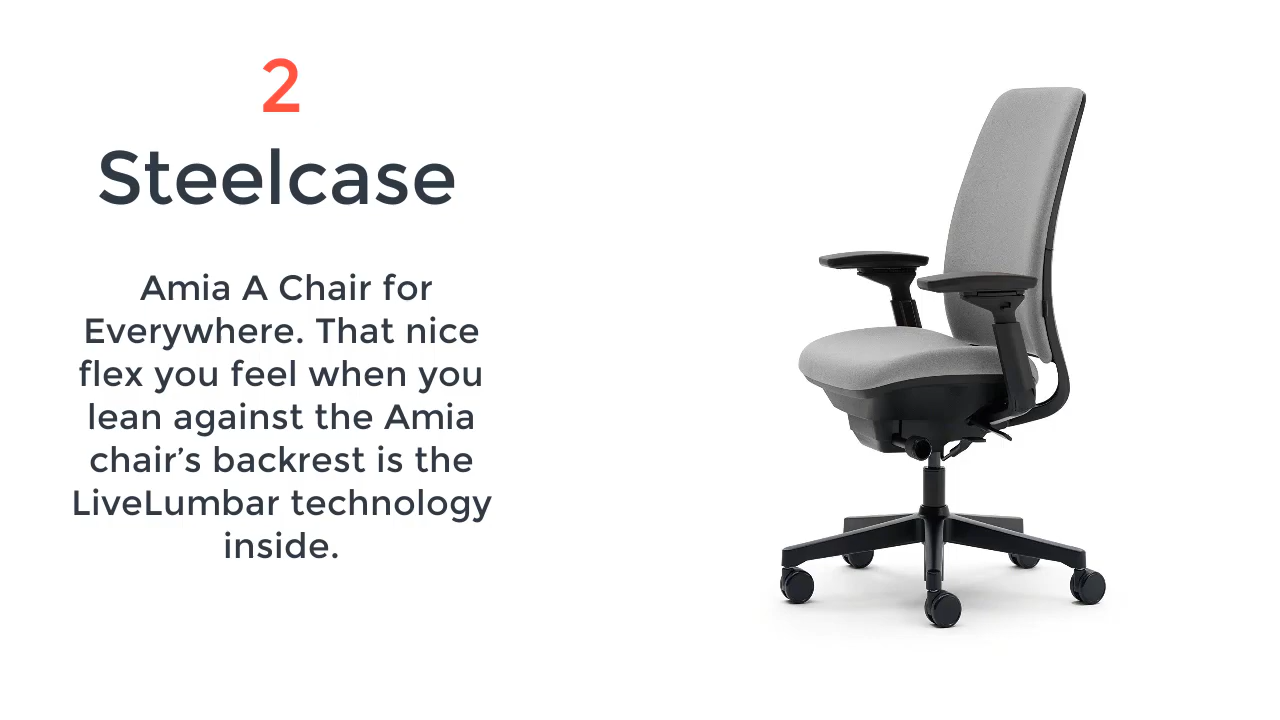 2
Steelcase
Amia A Chair for
Everywhere. That nice
flex you feel when you
lean against the Amia
chair’s backrest is the
LiveLumbar technology
inside.